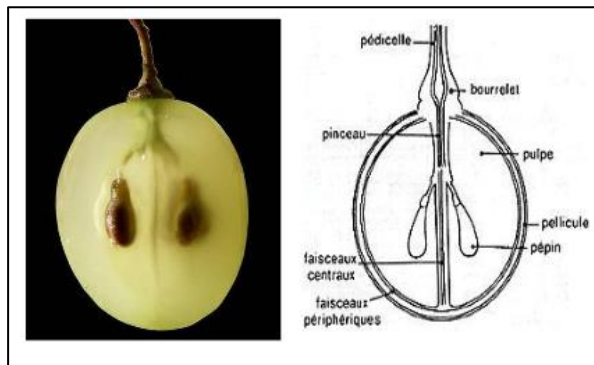 pédicelle
bourrelet
pinceau
pulpe
pellicule
pépin
faisceaux
centraux
faisceaux
périphériques